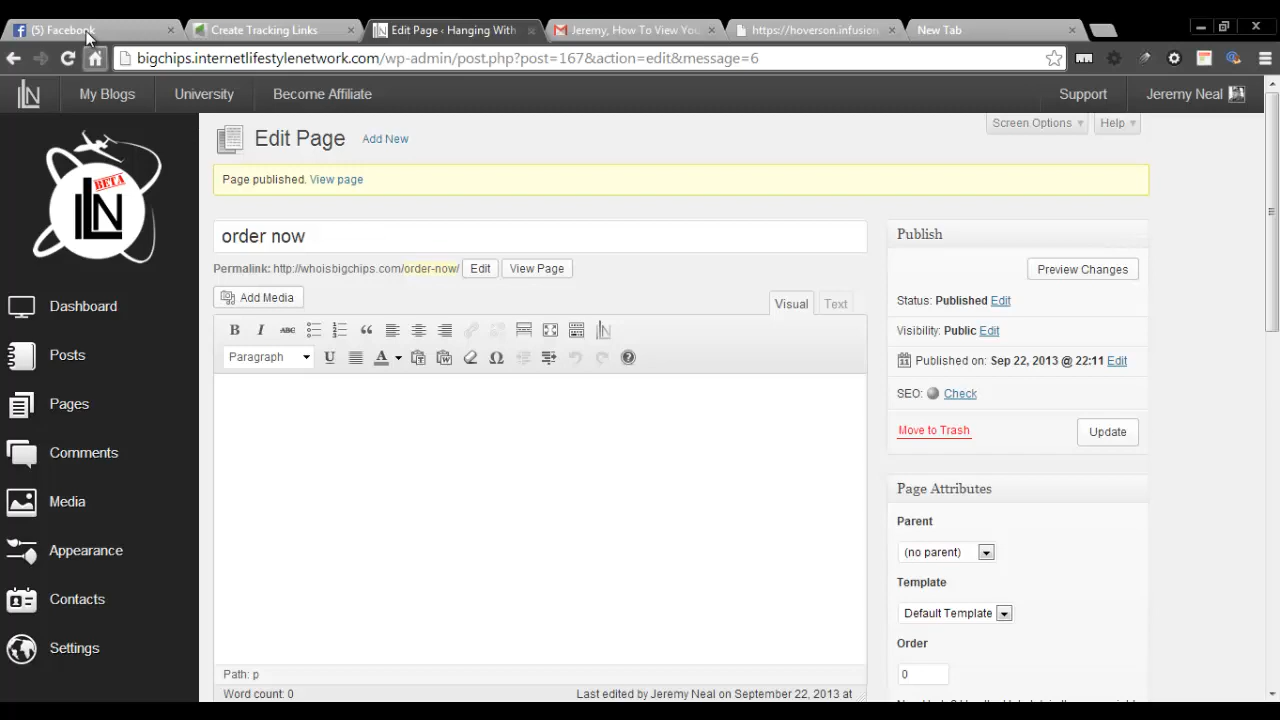 (5) Facebook
Create Tracking Links
Edit Page ‹ Hanging With
Jeremy, How To View You
https://hoverson.infusion
New Tab
bigchips.internetlifestylenetwork.com/wp-admin/post.php?post=167&action=edit&message=6
LN
My Blogs
University
Become Affiliate
Support
Jeremy Neal
BETA
LN
Dashboard
Posts
Pages
Comments
Media
Appearance
Contacts
Settings
Edit Page
Add New
Screen Options
Help
Page published. View page
order now
Permalink: http://whoisbigchips.com/order-now/
Edit
View Page
Add Media
Visual
Text
B
I
ABC
Paragraph
U
A
Ω
Path: p
Word count: 0
Last edited by Jeremy Neal on September 22, 2013 at
Publish
Preview Changes
Status: Published Edit
Visibility: Public Edit
Published on: Sep 22, 2013 @ 22:11 Edit
SEO: Check
Move to Trash
Update
Page Attributes
Parent
(no parent)
Template
Default Template
Order
0